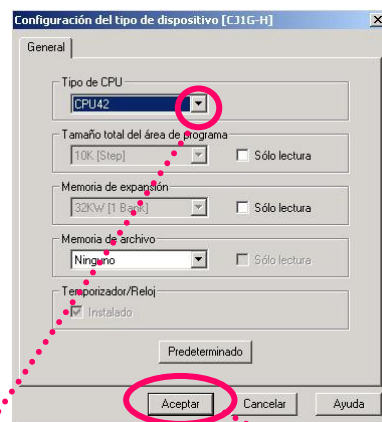 Configuración del tipo de dispositivo [CJ1G-H]
General
Tipo de CPU
CPU42
Tamaño total del área de programa
10K [Step]
Sólo lectura
Memoria de expansión
32KW [1 Bank]
Sólo lectura
Memoria de archivo
Ninguno
Sólo lectura
Temporizador/Reloj
Instalado
Predeterminado
Aceptar
Cancelar
Ayuda